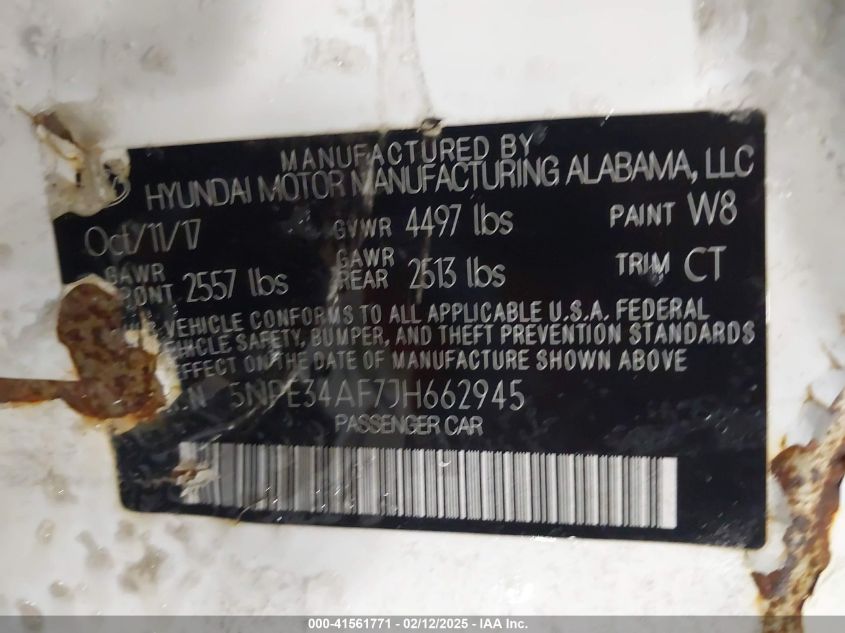 MANUFACTURED BY
HYUNDAI MOTOR MANUFACTURING ALABAMA, LLC
Oct/11/17 GVWR 4497 lbs PAINT W8
GAWR FRONT 2557 lbs GAWR REAR 2513 lbs TRIM CT
VEHICLE CONFORMS TO ALL APPLICABLE U.S.A. FEDERAL
VEHICLE SAFETY, BUMPER, AND THEFT PREVENTION STANDARDS
EFFECT ON THE DATE OF MANUFACTURE SHOWN ABOVE
5NPE34AF7JH662945
PASSENGER CAR
000-41561771 - 02/12/2025 - IAA Inc.